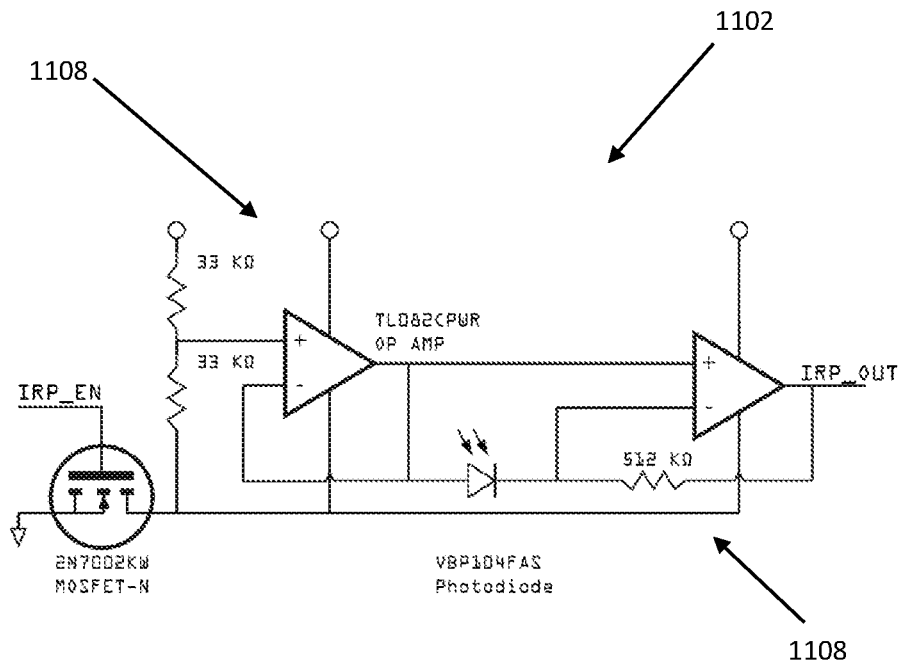 1102
1108
33 KΩ
TL082CPWR
OP AMP
+
-
33 KΩ
+
-
IRP_EN
IRP_OUT
512 KΩ
2N7002KW
MOSFET-N
VBP104FAS
Photodiode
1108